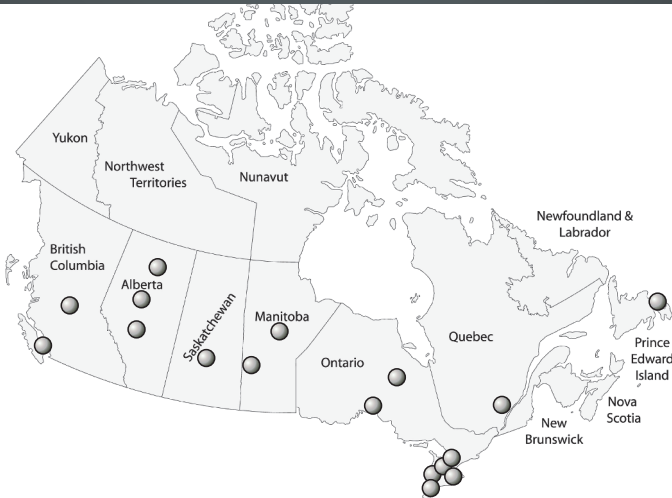 Yukon
Northwest
Territories
Nunavut
Newfoundland &
Labrador
British
Columbia
Alberta
Saskatchewan
Manitoba
Ontario
Quebec
Prince
Edward
Island
Nova
Scotia
New
Brunswick